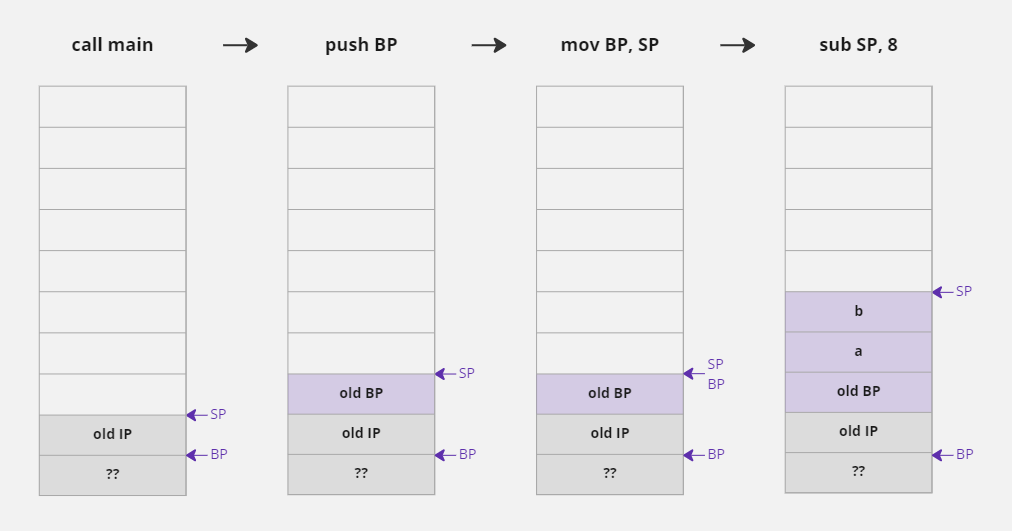 call main
push BP
mov BP, SP
sub SP, 8
SP
old IP
BP
??
SP
old BP
old IP
BP
??
SP
BP
old BP
old IP
BP
??
SP
b
a
old BP
old IP
BP
??